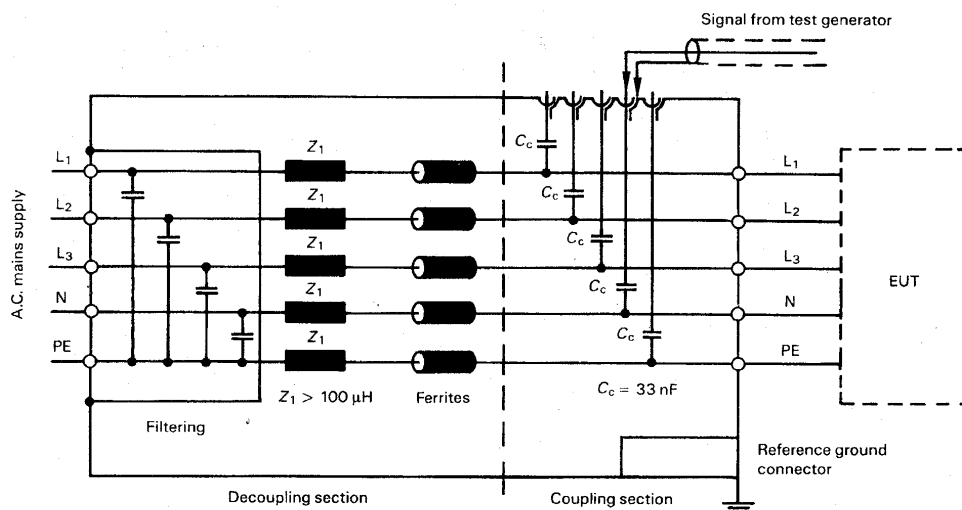 Signal from test generator
A.C. mains supply
L1
Z1
Cc
L1
L2
Z1
Cc
L2
L3
Z1
Cc
L3
EUT
N
Z1
Cc
N
PE
Z1
Cc
PE
Z1 > 100 μH
Ferrites
Cc = 33 nF
Filtering
Reference ground
connector
Decoupling section
Coupling section